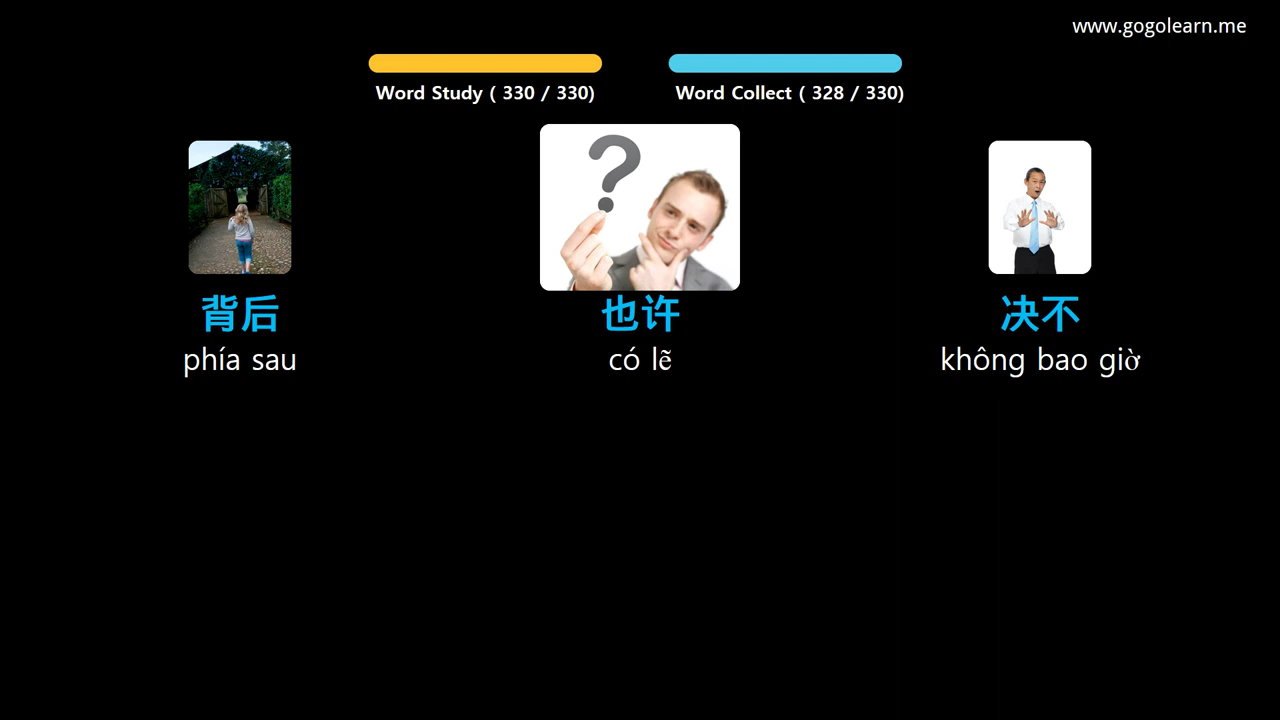 www.gogolearn.me
Word Study ( 330 / 330)
Word Collect ( 328 / 330)
背后
也许
决不
phía sau
có lẽ
không bao giờ